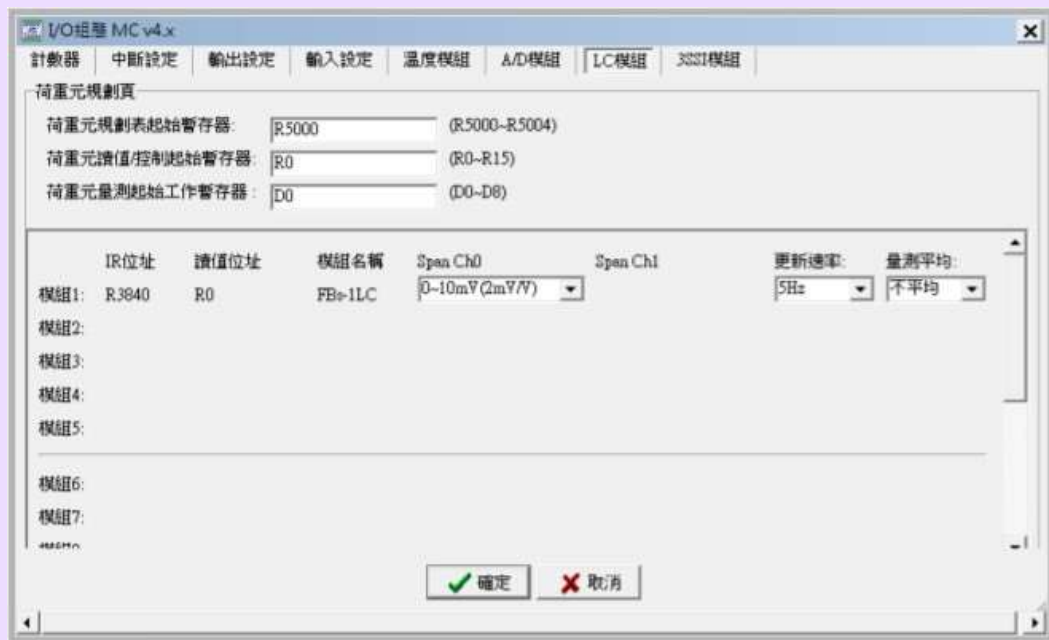 I/O組態 MC v4.x
計數器 中斷設定 輸出設定 輸入設定 溫度模組 A/D模組 LC模組 3SSI模組
荷重元規劃頁
荷重元規劃表起始暫存器: R5000 (R5000~R5004)
荷重元讀值/控制起始暫存器: R0 (R0~R15)
荷重元量測起始工作暫存器: D0 (D0~D8)
IR位址 讀值位址 模組名稱 Span Ch0 Span Ch1 更新速率: 量測平均:
模組1: R3840 R0 FBs-1LC 0~10mV(2mV/V) 5Hz 不平均
模組2:
模組3:
模組4:
模組5:
模組6:
模組7:
確定 取消